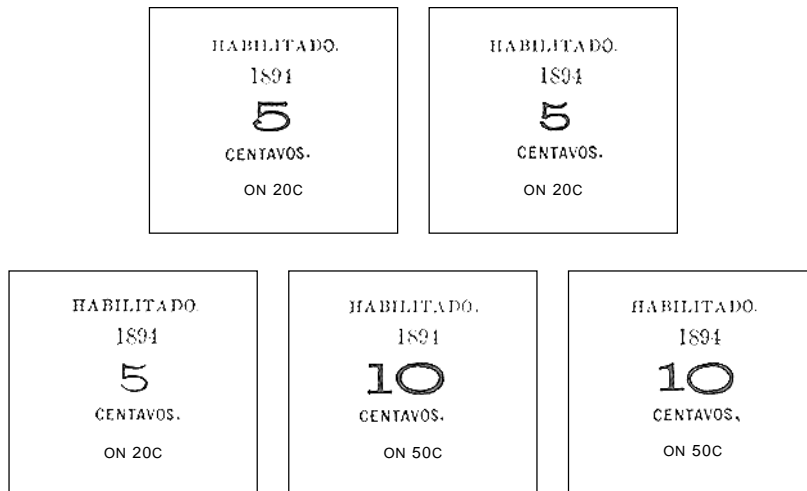 HABILITADO.
1894
5
CENTAVOS.
ON 20C
HABILITADO.
1894
5
CENTAVOS.
ON 20C
HABILITADO.
1894
5
CENTAVOS.
ON 20C
HABILITADO.
1894
10
CENTAVOS.
ON 50C
HABILITADO.
1894
10
CENTAVOS,
ON 50C